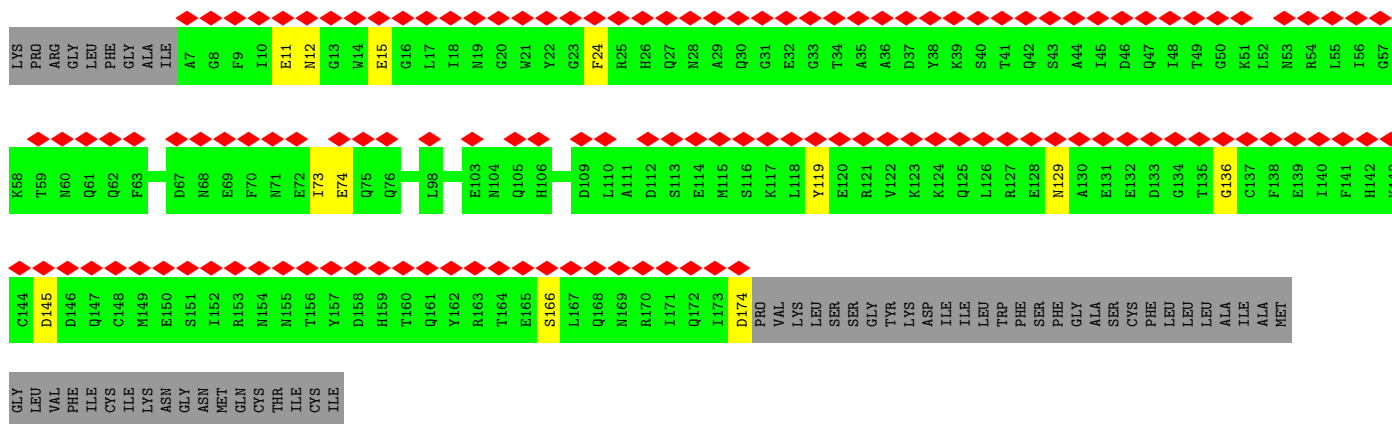 LYS PRO ARG GLY LEU PHE GLY ALA ILE A7 G8 F9 I10 E11 N12 G13 W14 E15 G16 L17 I18 N19 G20 W21 Y22 G23 F24 R25 H26 Q27 N28 A29 Q30 G31 E32 G33 T34 A35 A36 D37 Y38 K39 S40 T41 Q42 S43 A44 I45 D46 Q47 I48 T49 G50 K51 L52 N53 R54 L55 I56 G57
K58 T59 N60 Q61 Q62 F63 D67 N68 E69 F70 N71 E72 I73 E74 Q75 Q76 L98 E103 N104 Q105 H106 D109 L110 A111 D112 S113 E114 M115 S116 K117 L118 Y119 E120 R121 V122 K123 K124 Q125 L126 R127 E128 N129 A130 E131 E132 D133 G134 T135 G136 C137 F138 E139 I140 F141 H142
C144 D145 D146 Q147 C148 M149 E150 S151 I152 R153 N154 N155 T156 Y157 D158 H159 T160 Q161 Y162 R163 T164 E165 S166 L167 Q168 N169 R170 I171 Q172 I173 D174 PRO VAL LYS LEU SER SER GLY TYR LYS ASP ILE ILE LEU TRP PHE SER PHE GLY ALA SER CYS PHE LEU LEU LEU ALA ILE ALA MET
GLY LEU VAL PHE ILE CYS ILE LYS ASN GLY ASN MET GLN CYS THR ILE CYS ILE